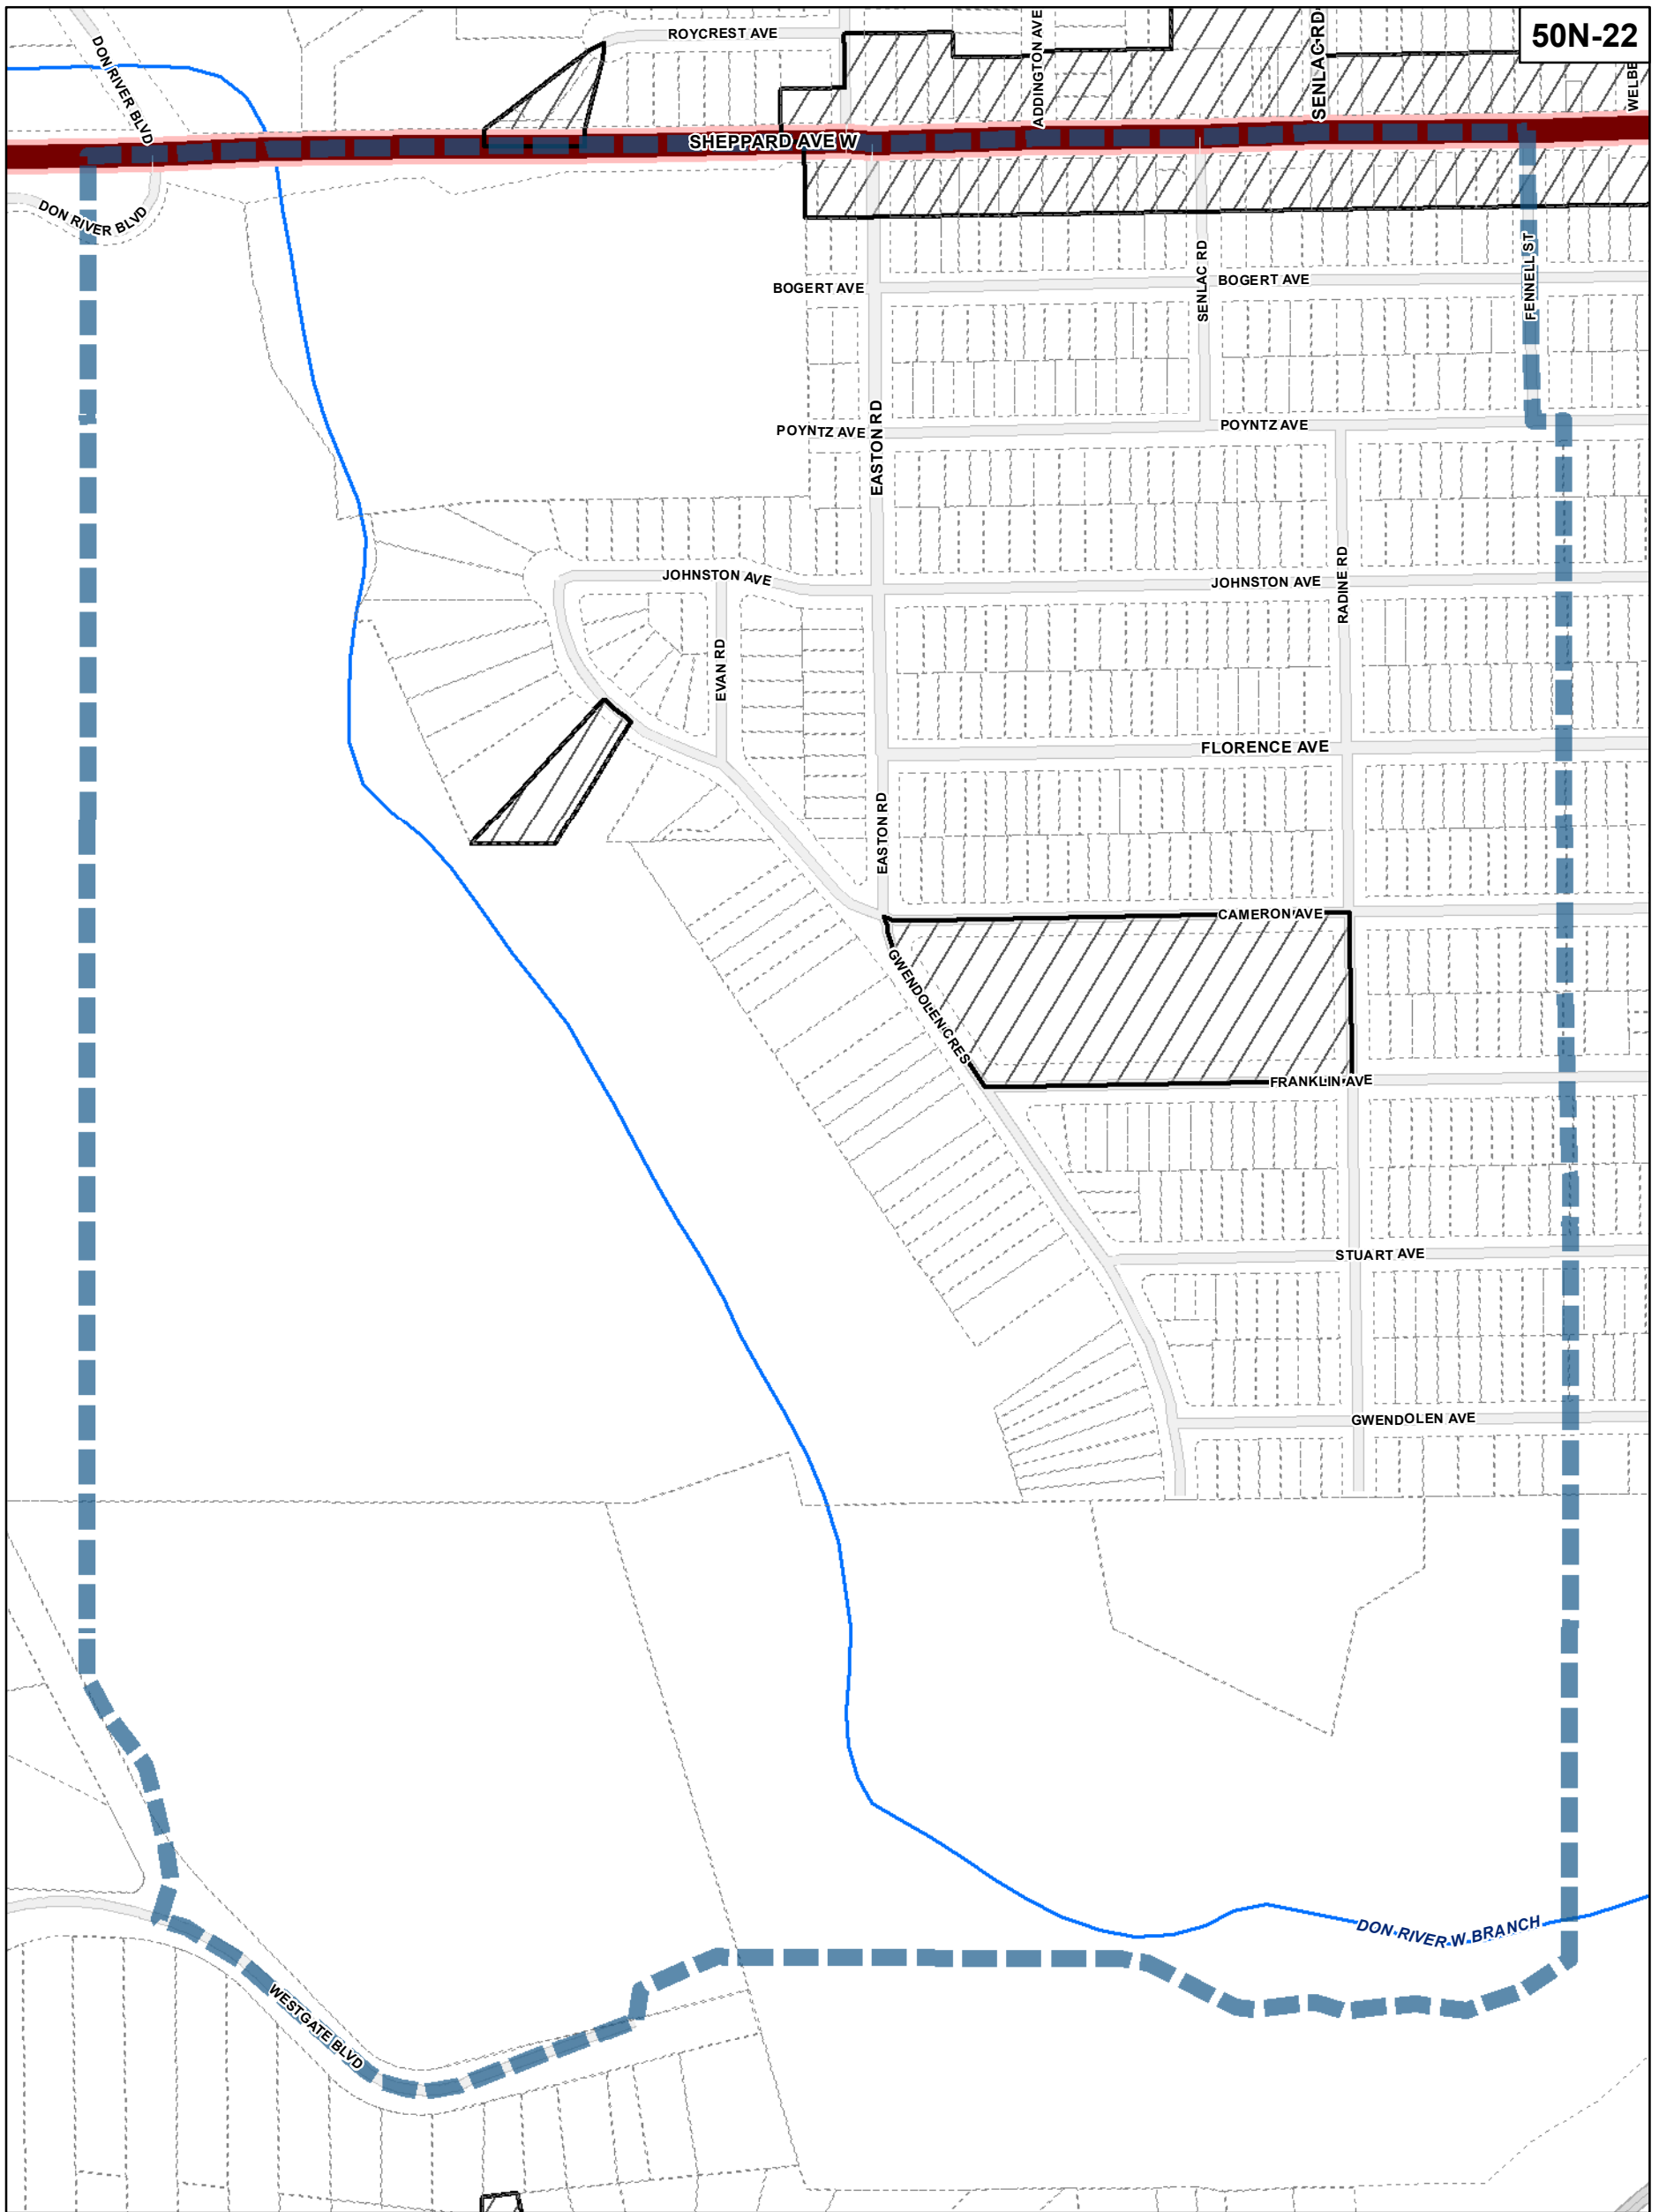 50N-22
ROYCREST AVE
ADDINGTON AVE
SENLAC RD
DON RIVER BLVD
SHEPPARD AVE W
DON RIVER BLVD
SENLAC RD
FENNELL ST
BOGERT AVE
BOGERT AVE
EASTON RD
POYNTZ AVE
POYNTZ AVE
JOHNSTON AVE
JOHNSTON AVE
RADINE RD
EVAN RD
FLORENCE AVE
EASTON RD
CAMERON AVE
GWENDOLEN CRES
FRANKLIN AVE
STUART AVE
GWENDOLEN AVE
DON RIVER W BRANCH
WESTGATE BLVD